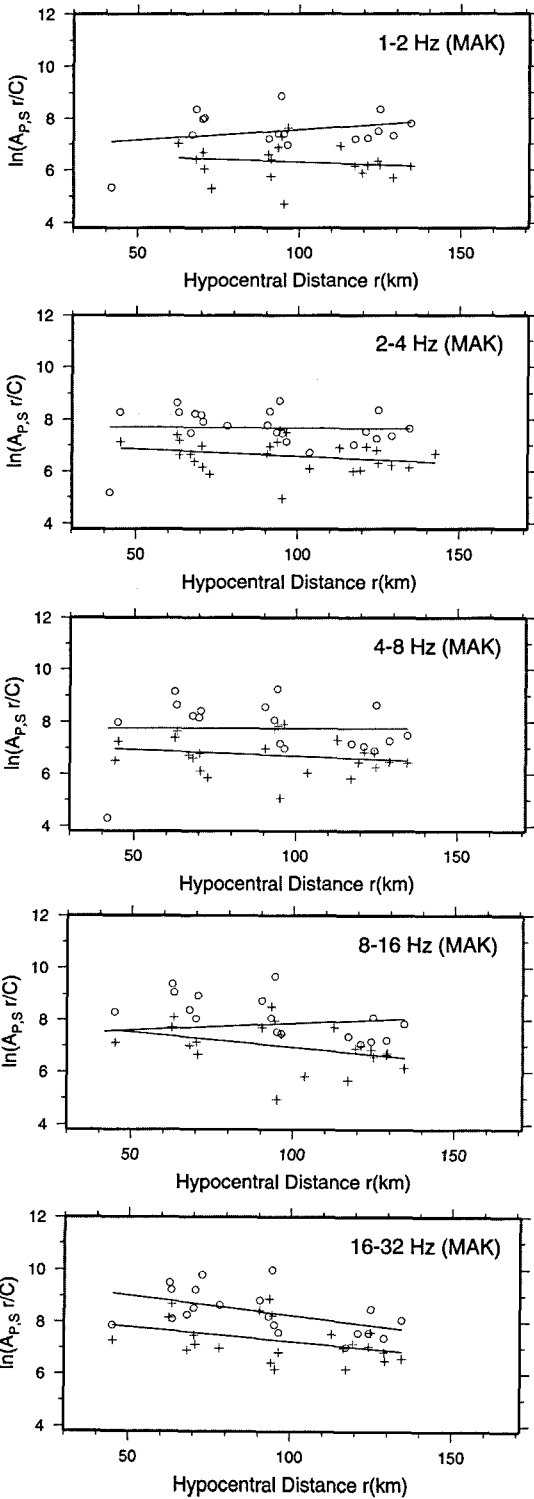 12
1-2 Hz (MAK)
10
8
6
4
ln(A_P,S r/C)
50 100 150
Hypocentral Distance r(km)
12
2-4 Hz (MAK)
10
8
6
4
ln(A_P,S r/C)
50 100 150
Hypocentral Distance r(km)
12
4-8 Hz (MAK)
10
8
6
4
ln(A_P,S r/C)
50 100 150
Hypocentral Distance r(km)
12
8-16 Hz (MAK)
10
8
6
4
ln(A_P,S r/C)
50 100 150
Hypocentral Distance r(km)
12
16-32 Hz (MAK)
10
8
6
4
ln(A_P,S r/C)
50 100 150
Hypocentral Distance r(km)